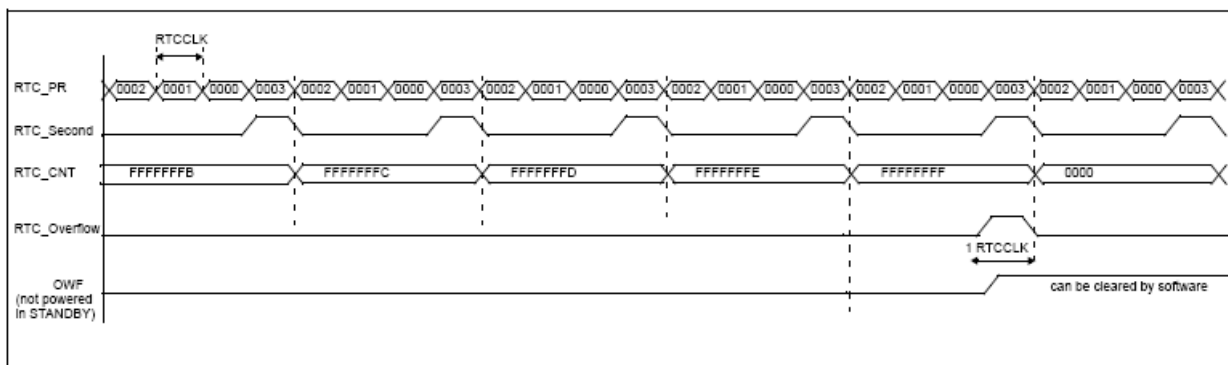 RTCCLK
RTC_PR 0002 0001 0000 0003 0002 0001 0000 0003 0002 0001 0000 0003 0002 0001 0000 0003 0002 0001 0000 0003 0002 0001 0000 0003
RTC_Second
RTC_CNT FFFFFFFB FFFFFFFC FFFFFFFD FFFFFFFE FFFFFFFF 0000
RTC_Overflow
1 RTCCLK
OWF
(not powered
in STANDBY)
can be cleared by software